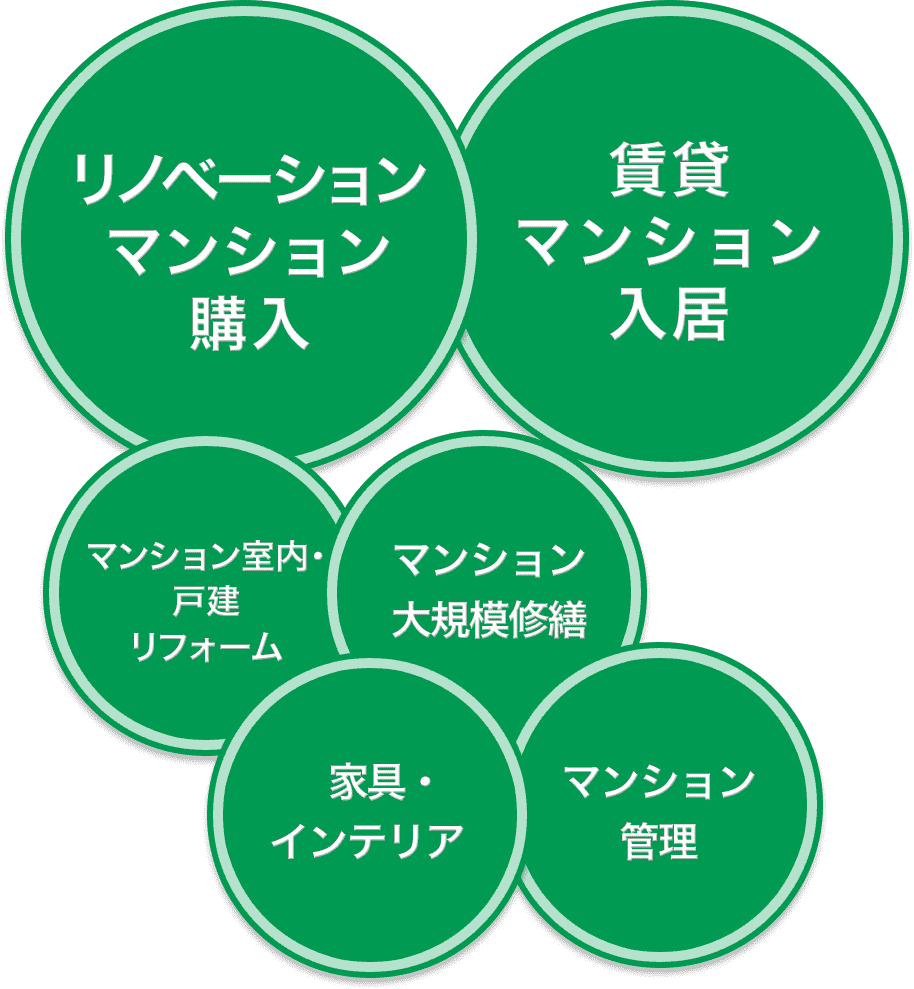 リノベーション
マンション
購入
賃貸
マンション
入居
マンション室内・
戸建
リフォーム
マンション
大規模修繕
家具・
インテリア
マンション
管理